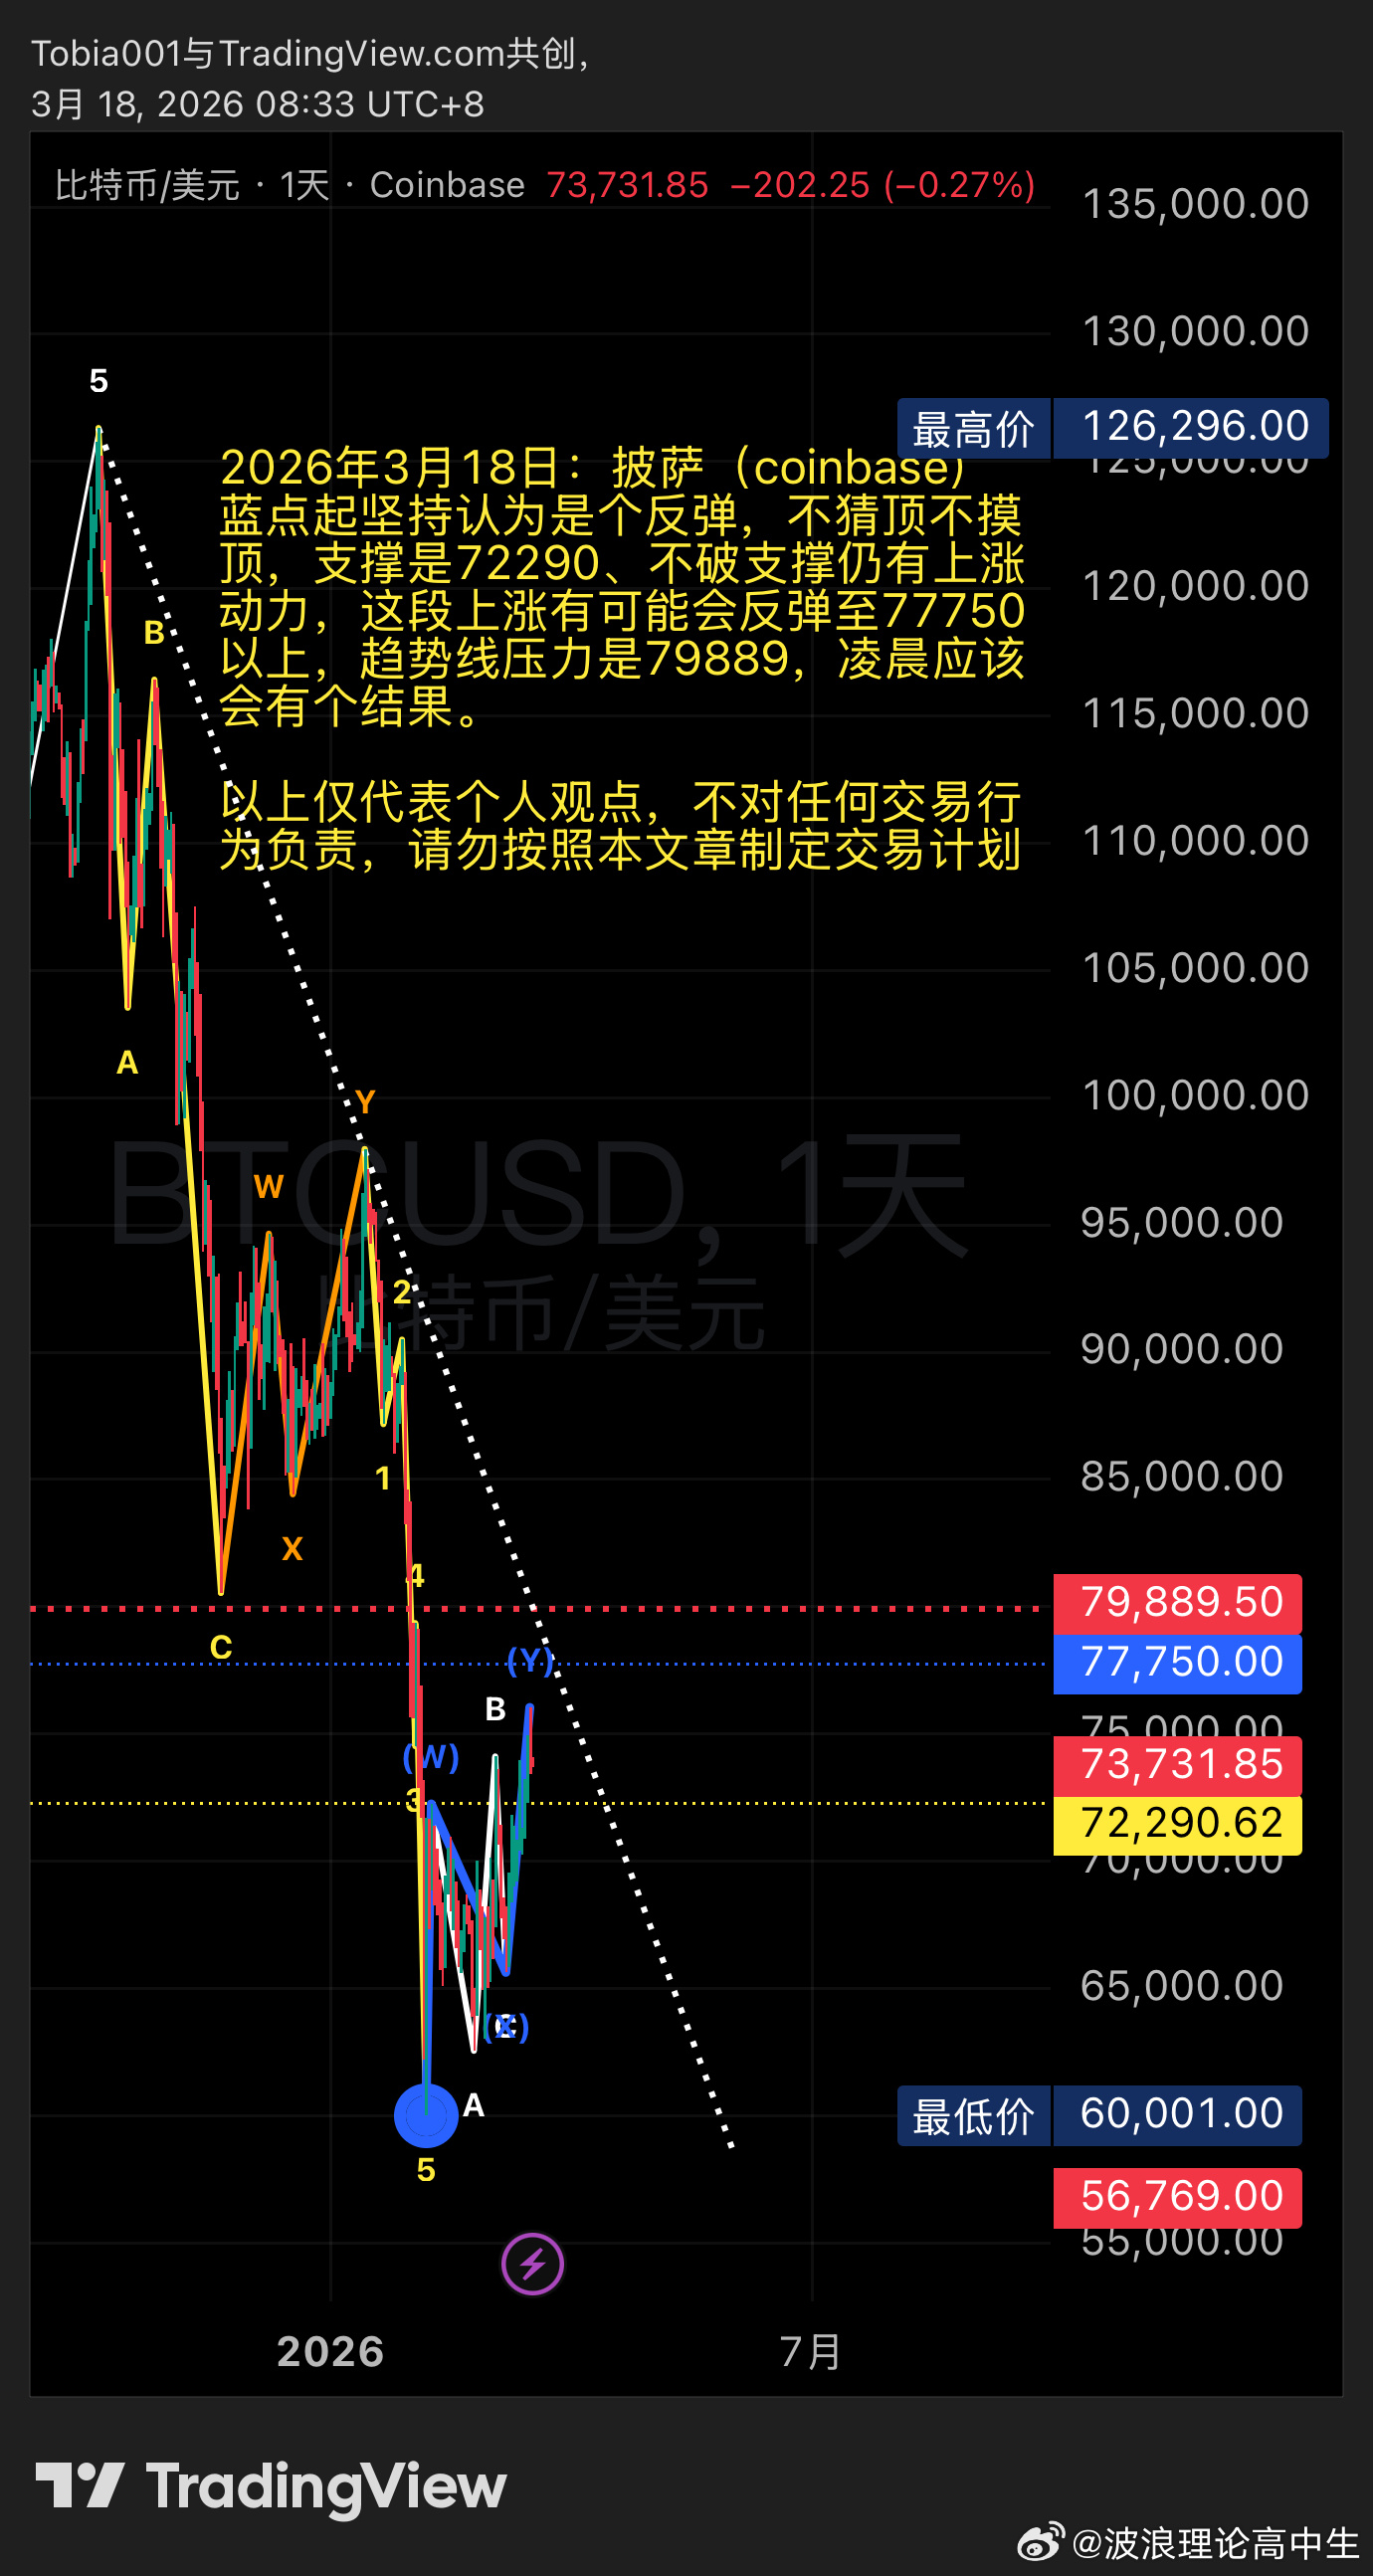 Tobia001与TradingView.com共创,
3月 18, 2026 08:33 UTC+8
比特币/美元 · 1天 · Coinbase 73,731.85 −202.25 (−0.27%)
135,000.00
130,000.00
5
最高价 126,296.00
125,000.00
2026年3月18日：披萨（coinbase）
蓝点起坚持认为是个反弹，不猜顶不摸
顶，支撑是72290、不破支撑仍有上涨
动力，这段上涨有可能会反弹至77750
以上，趋势线压力是79889，凌晨应该
会有个结果。
以上仅代表个人观点，不对任何交易行
为负责，请勿按照本文章制定交易计划
120,000.00
B
115,000.00
110,000.00
105,000.00
A
100,000.00
Y
BTCUSD, 1天
W
95,000.00
比特币/美元
2
90,000.00
1
85,000.00
X
4
79,889.50
C
(Y)
77,750.00
B
75,000.00
(W)
73,731.85
3
72,290.62
70,000.00
65,000.00
(X)
C
A
最低价 60,001.00
5
56,769.00
55,000.00
2026
7月
TradingView
@波浪理论高中生